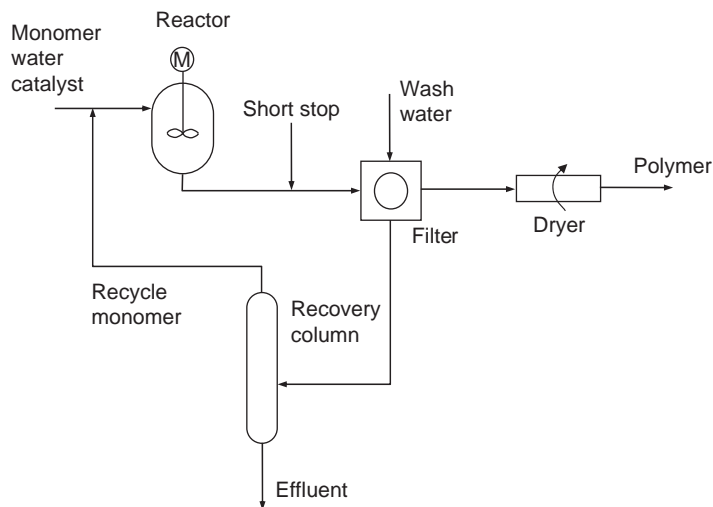 Reactor
Monomer
water
catalyst
M
Short stop
Wash
water
Polymer
Filter
Dryer
Recycle
monomer
Recovery
column
Effluent